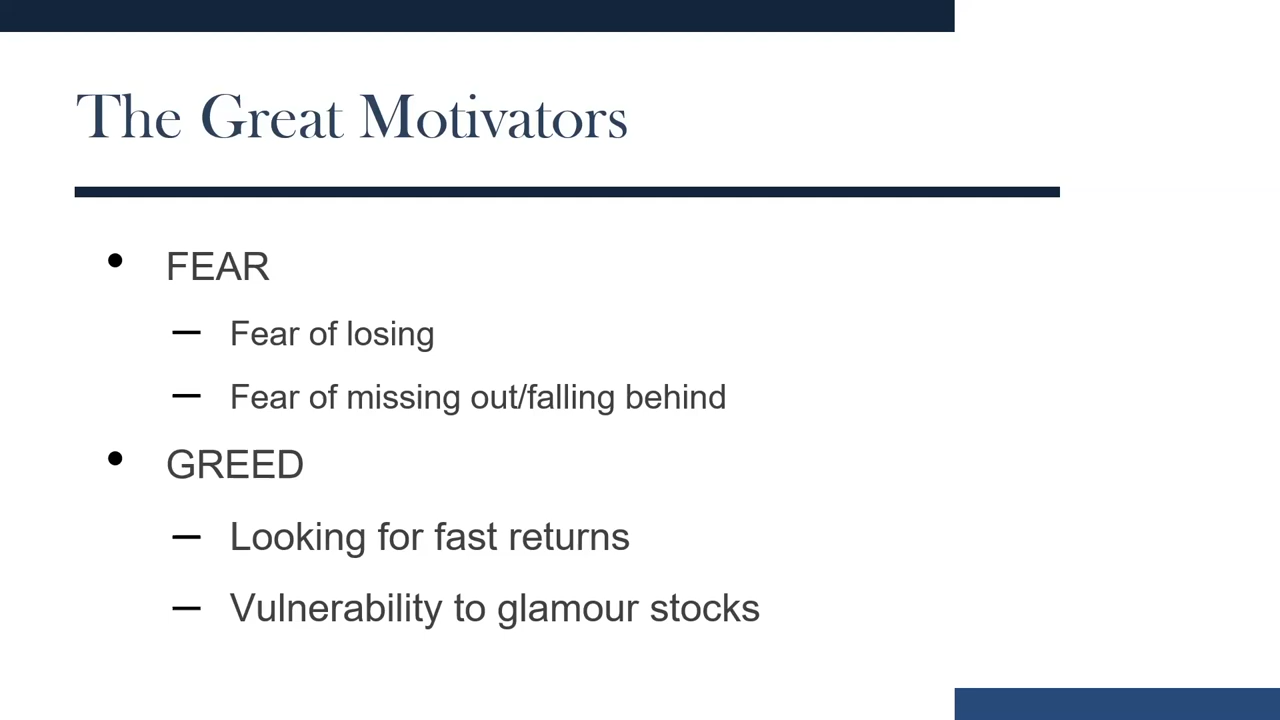 The Great Motivators
• FEAR
— Fear of losing
— Fear of missing out/falling behind
• GREED
— Looking for fast returns
— Vulnerability to glamour stocks